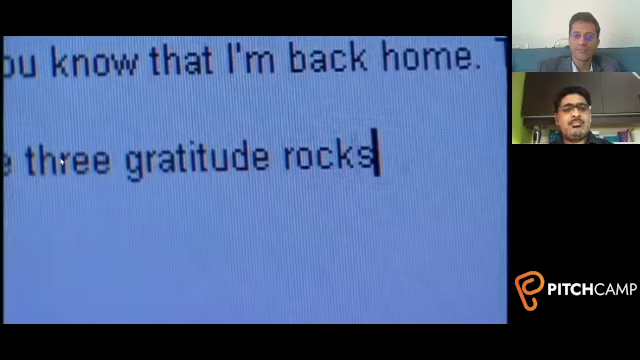 ou know that I'm back home.
e three gratitude rocks
PITCHCAMP